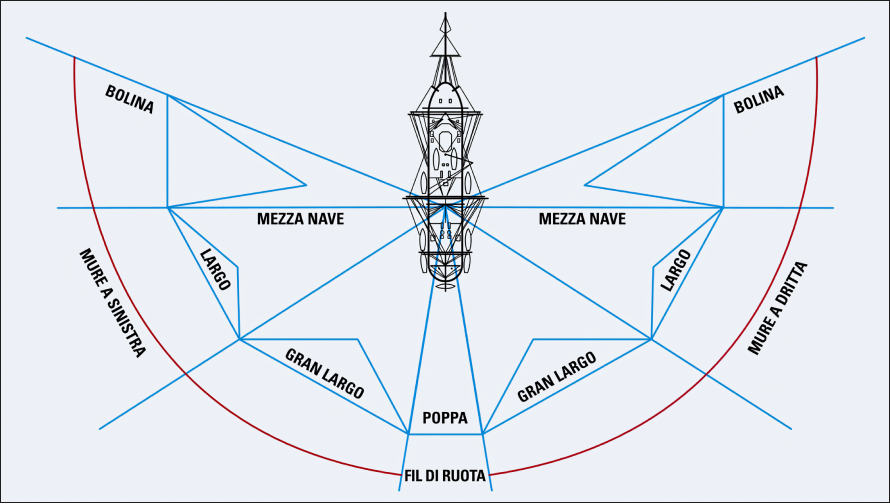 BOLINA
BOLINA
MEZZA NAVE
MEZZA NAVE
LARGO
LARGO
MURE A SINISTRA
MURE A DRITTA
GRAN LARGO
GRAN LARGO
POPPA
FIL DI RUOTA